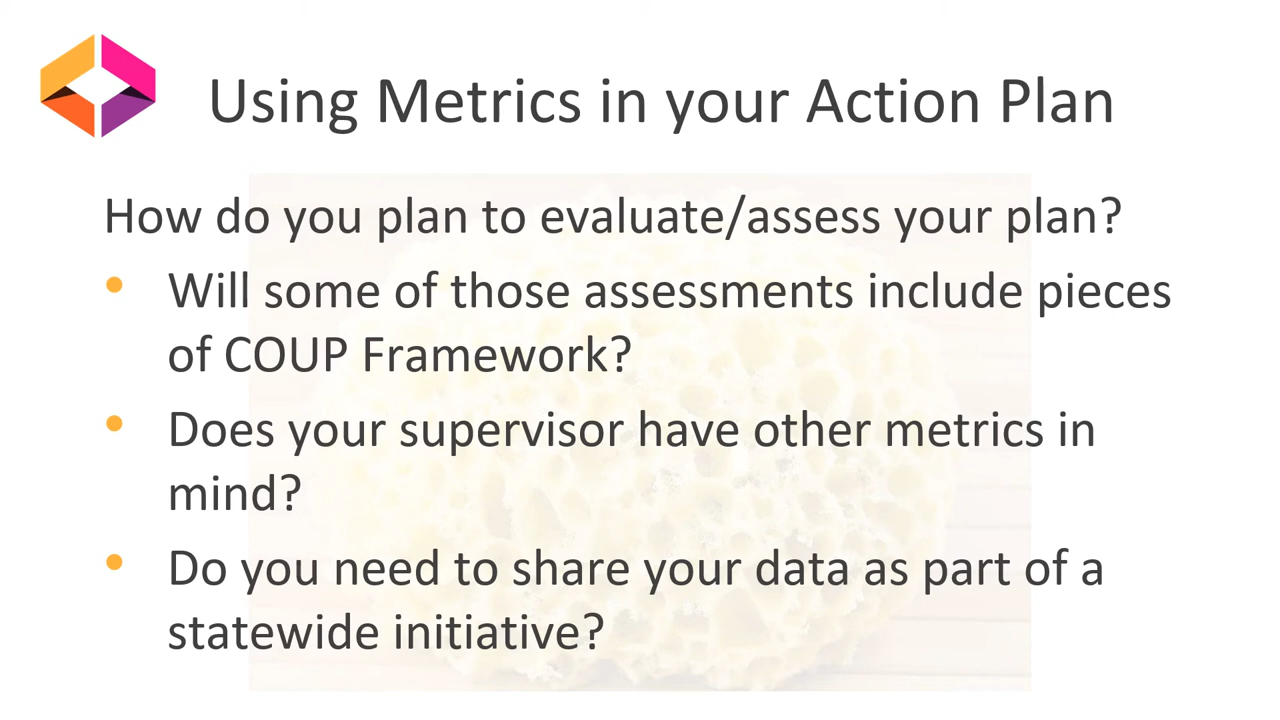 Using Metrics in your Action Plan
How do you plan to evaluate/assess your plan?
• Will some of those assessments include pieces
of COUP Framework?
• Does your supervisor have other metrics in
mind?
• Do you need to share your data as part of a
statewide initiative?